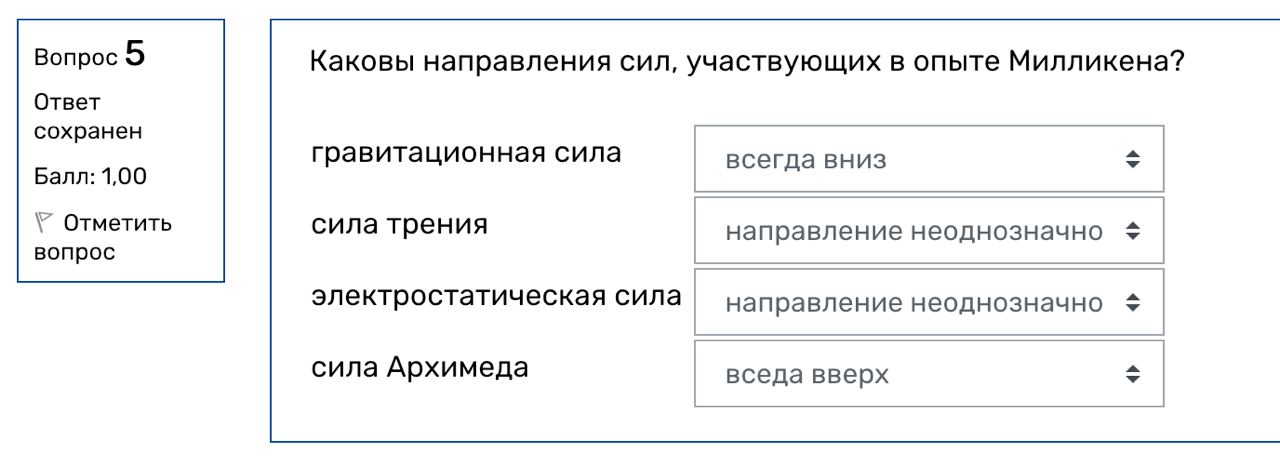 Вопрос 5
Ответ
сохранен
Балл: 1,00
Отметить
вопрос
Каковы направления сил, участвующих в опыте Милликена?
гравитационная сила
всегда вниз
сила трения
направление неоднозначно
электростатическая сила
направление неоднозначно
сила Архимеда
вседа вверх